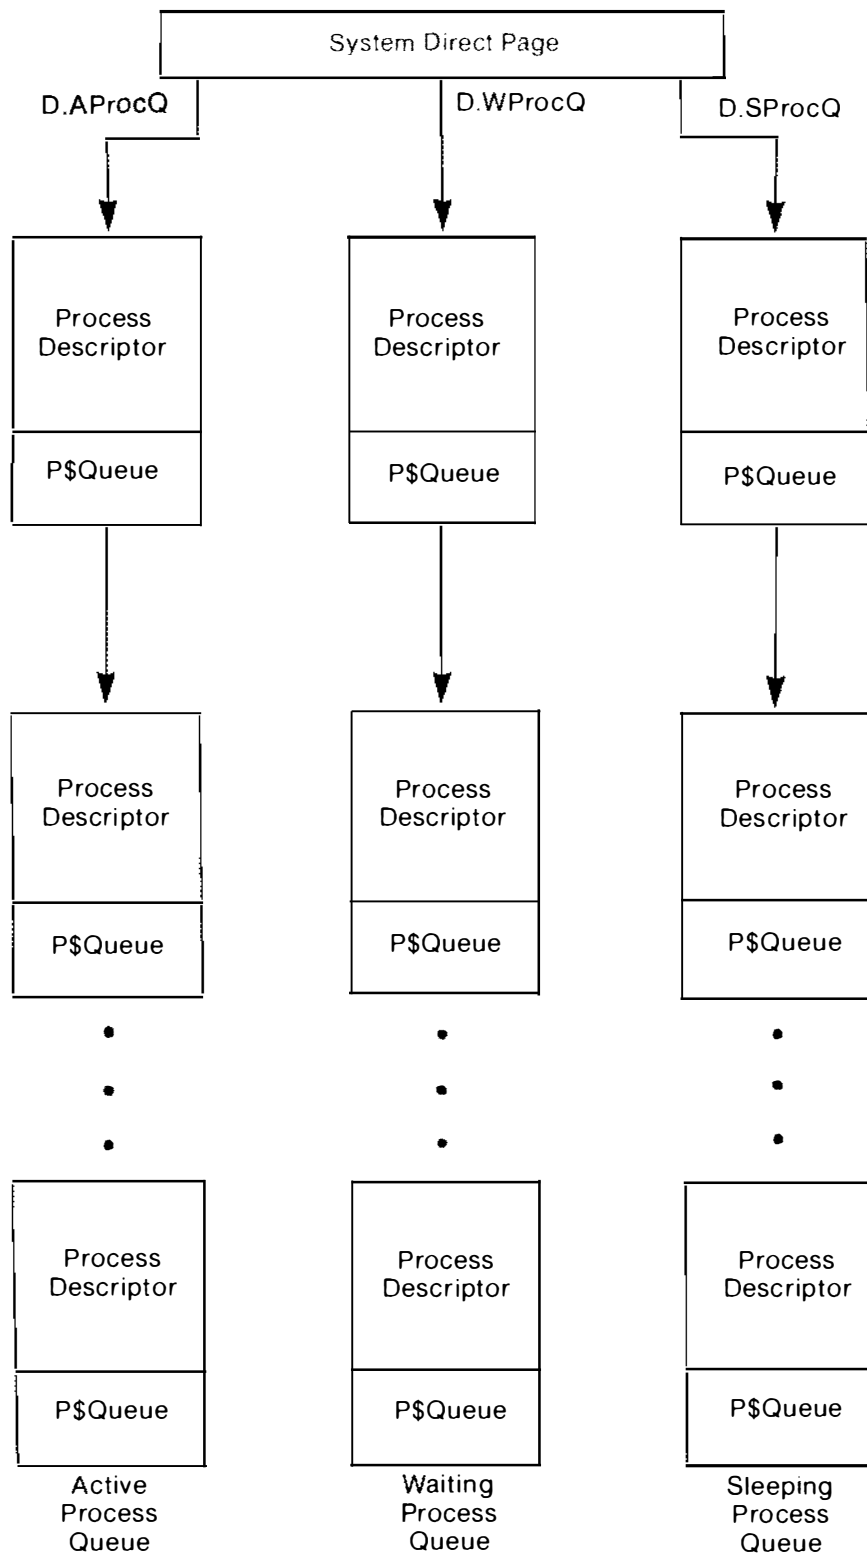 System Direct Page
D.AProcQ
D.WProcQ
D.SProcQ
Process
Descriptor
P$Queue
Process
Descriptor
P$Queue
Process
Descriptor
P$Queue
Process
Descriptor
P$Queue
Process
Descriptor
P$Queue
Process
Descriptor
P$Queue
Process
Descriptor
P$Queue
Process
Descriptor
P$Queue
Process
Descriptor
P$Queue
Active
Process
Queue
Waiting
Process
Queue
Sleeping
Process
Queue